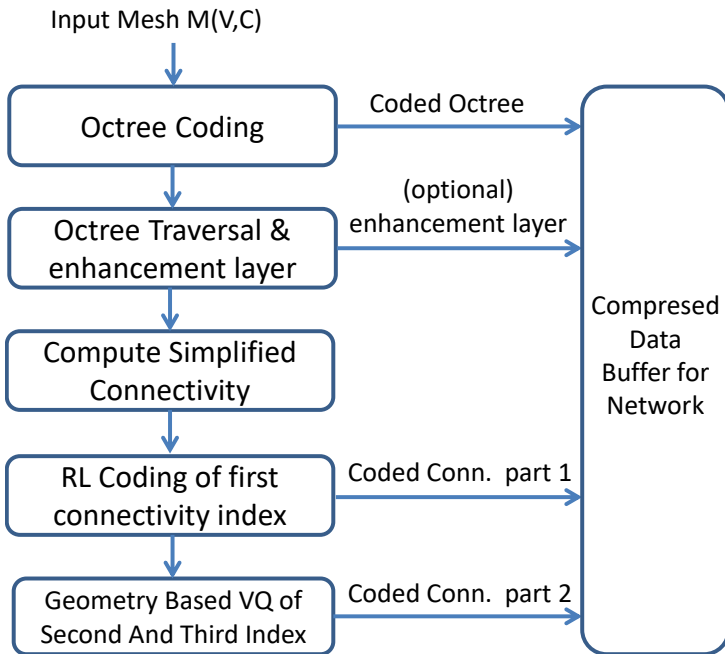 Input Mesh M(V,C)
Octree Coding
Coded Octree
Octree Traversal &
enhancement layer
(optional)
enhancement layer
Compute Simplified
Connectivity
RL Coding of first
connectivity index
Coded Conn. part 1
Geometry Based VQ of
Second And Third Index
Coded Conn. part 2
Compresed
Data
Buffer for
Network